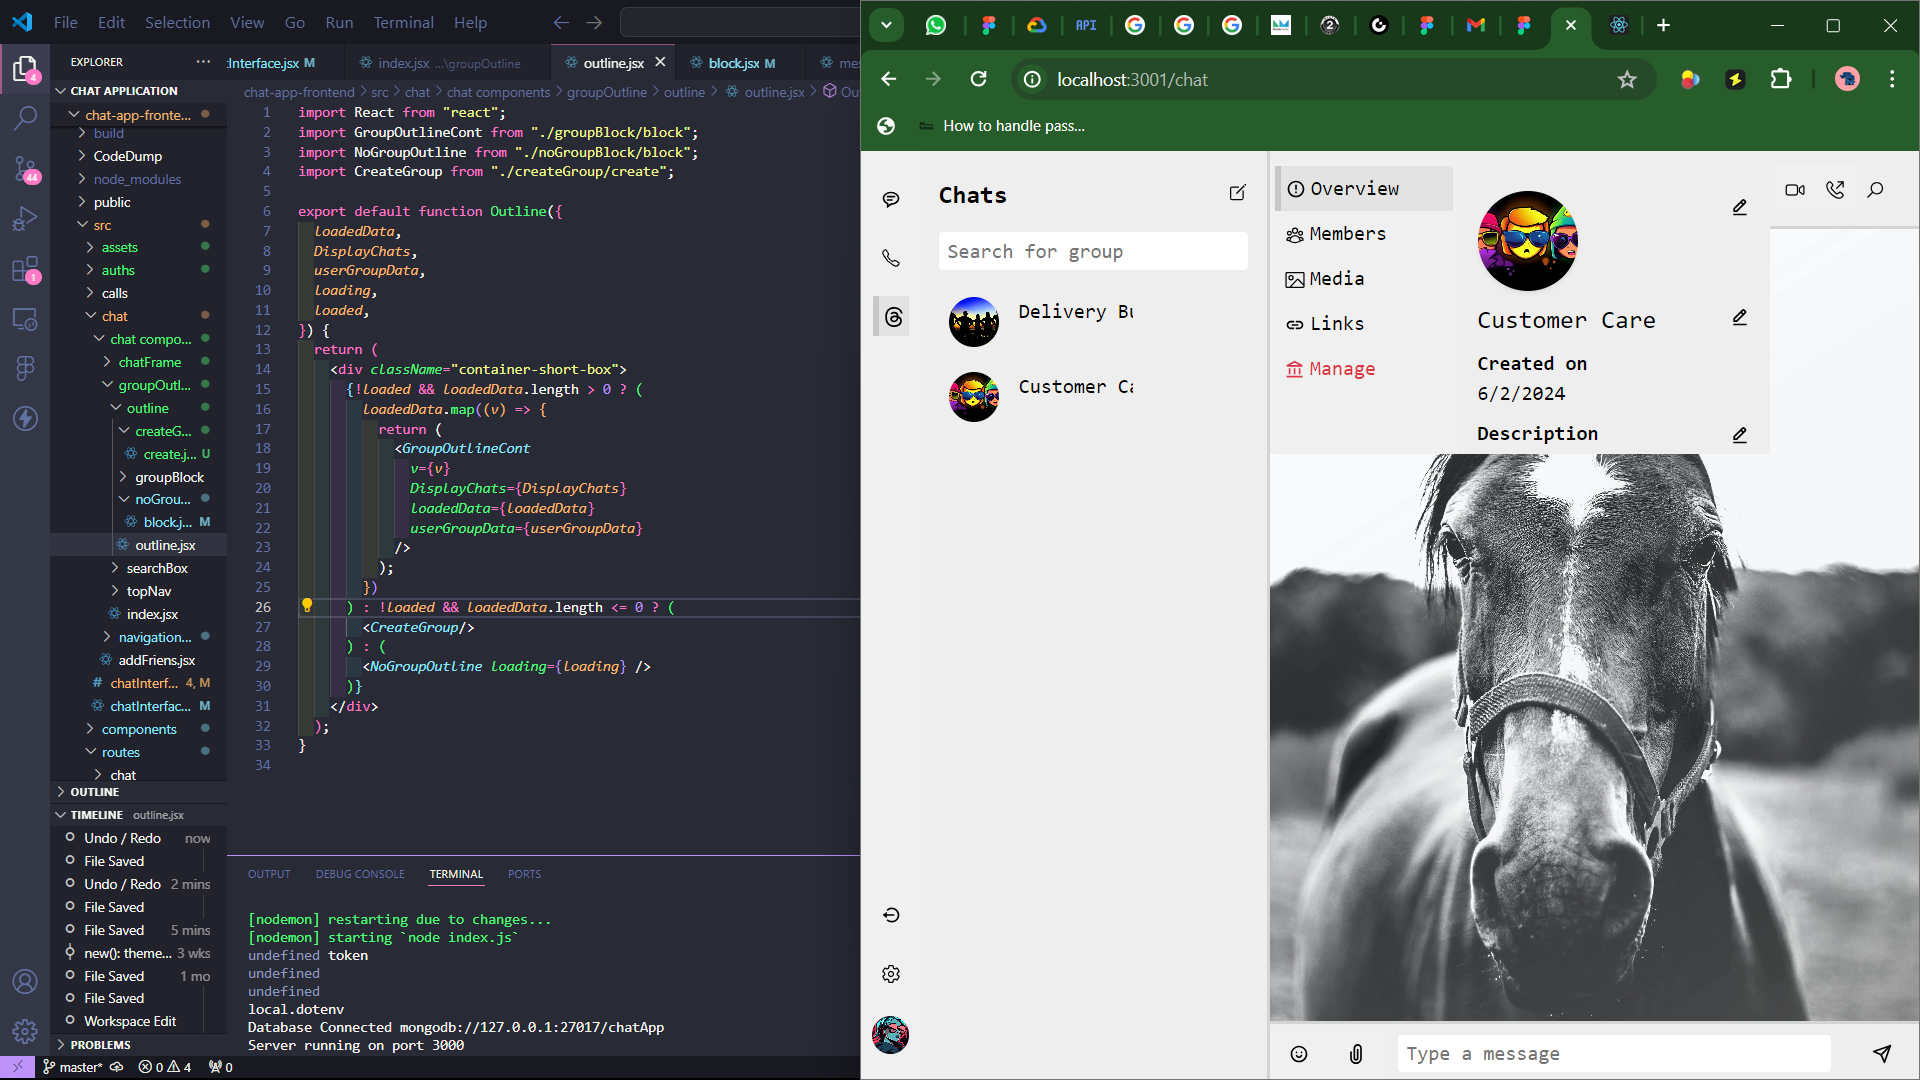 File Edit Selection View Go Run Terminal Help
EXPLORER
CHAT APPLICATION
chat-app-fronte...
build
CodeDump
node_modules
public
src
assets
auths
calls
chat
chat compo...
chatFrame
groupOutl...
outline
createG...
create.j... U
groupBlock
noGrou...
block.j... M
outline.jsx
searchBox
topNav
index.jsx
navigation...
addFriens.jsx
chatInterf... 4, M
chatInterfac... M
components
routes
chat
OUTLINE
TIMELINE outline.jsx
Undo / Redo now
File Saved
Undo / Redo 2 mins
File Saved
File Saved 5 mins
new(): theme... 3 wks
File Saved 1 mo
File Saved
Workspace Edit
PROBLEMS
master* 0 4 0
tInterface.jsx M index.jsx ...\groupOutline outline.jsx block.jsx M me
chat-app-frontend > src > chat > chat components > groupOutline > outline > outline.jsx > Ou
1 import React from "react";
2 import GroupOutlineCont from "./groupBlock/block";
3 import NoGroupOutline from "./noGroupBlock/block";
4 import CreateGroup from "./createGroup/create";
5
6 export default function Outline({
7 loadedData,
8 DisplayChats,
9 userGroupData,
10 loading,
11 loaded,
12 }) {
13 return (
14 <div className="container-short-box">
15 {!loaded && loadedData.length > 0 ? (
16 loadedData.map((v) => {
17 return (
18 <GroupOutlineCont
19 v={v}
20 DisplayChats={DisplayChats}
21 loadedData={loadedData}
22 userGroupData={userGroupData}
23 />
24 );
25 })
26 ) : !loaded && loadedData.length <= 0 ? (
27 <CreateGroup/>
28 ) : (
29 <NoGroupOutline loading={loading} />
30 )}
31 </div>
32 );
33 }
34
OUTPUT DEBUG CONSOLE TERMINAL PORTS
[nodemon] restarting due to changes...
[nodemon] starting `node index.js`
undefined token
undefined
undefined
local.dotenv
Database Connected mongodb://127.0.0.1:27017/chatApp
Server running on port 3000
API
localhost:3001/chat
How to handle pass...
Chats
Search for group
Delivery Bu
Customer Ca
Overview
Members
Media
Links
Manage
Customer Care
Created on
6/2/2024
Description
Type a message